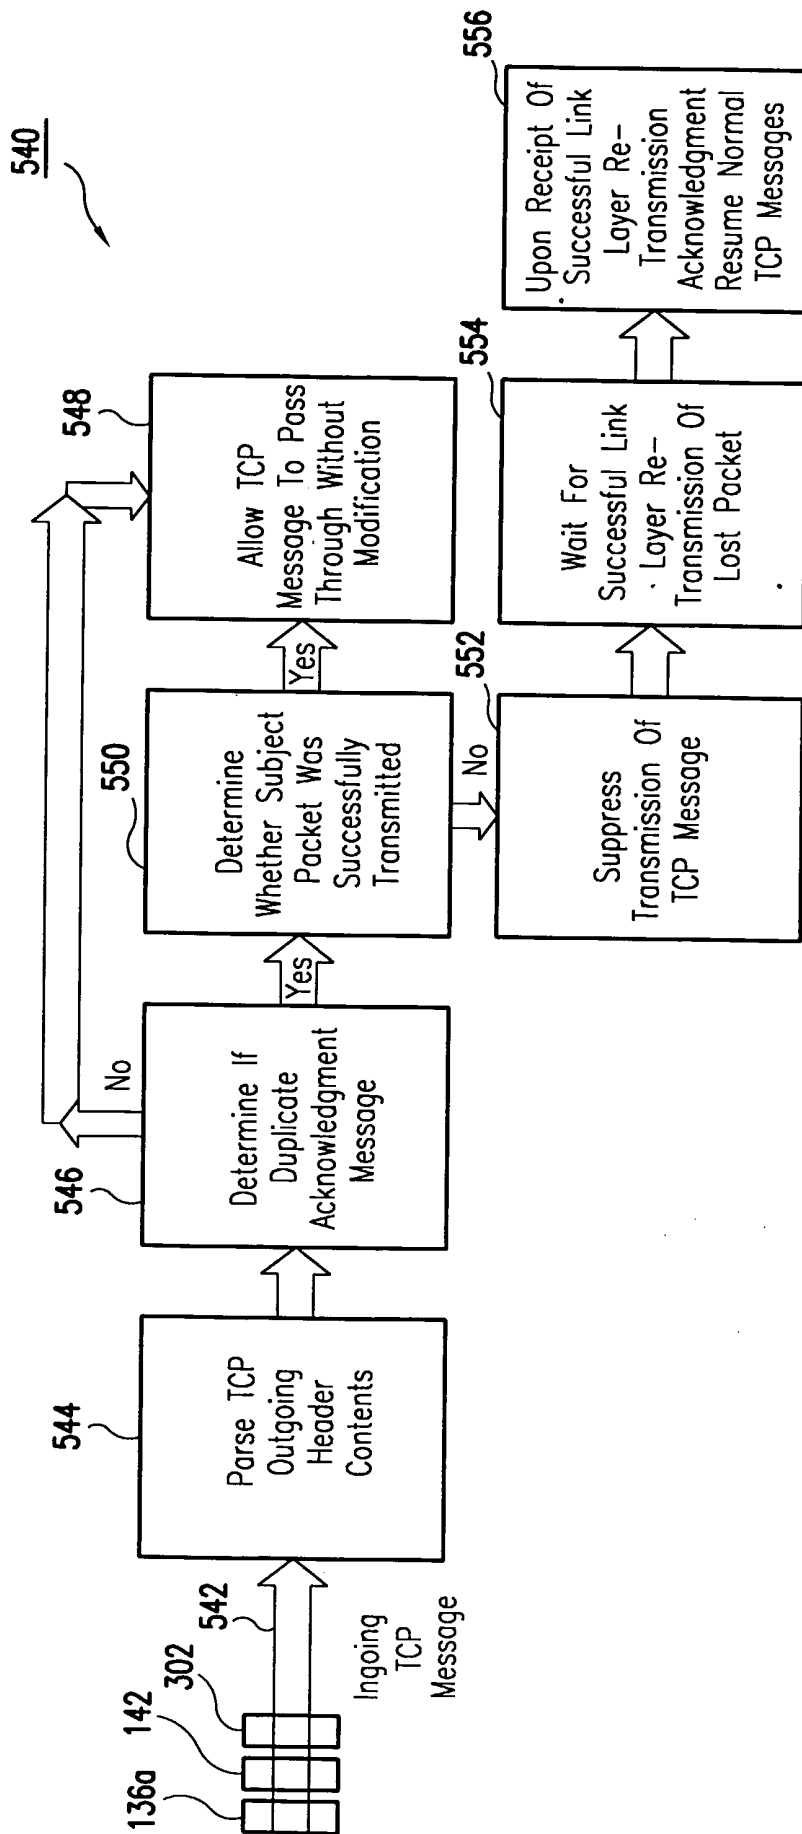 540
136a
142
302
542
Ingoing
TCP
Message
544
Parse TCP
Outgoing
Header
Contents
546
Determine If
Duplicate
Acknowledgment
Message
No
Yes
550
Determine
Whether Subject
Packet Was
Successfully
Transmitted
Yes
No
548
Allow TCP
Message To Pass
Through Without
Modification
552
Suppress
Transmission Of
TCP Message
554
Wait For
Successful Link
Layer Re-
Transmission Of
Lost Packet
556
Upon Receipt Of
Successful Link
Layer Re-
Transmission
Acknowledgment
Resume Normal
TCP Messages